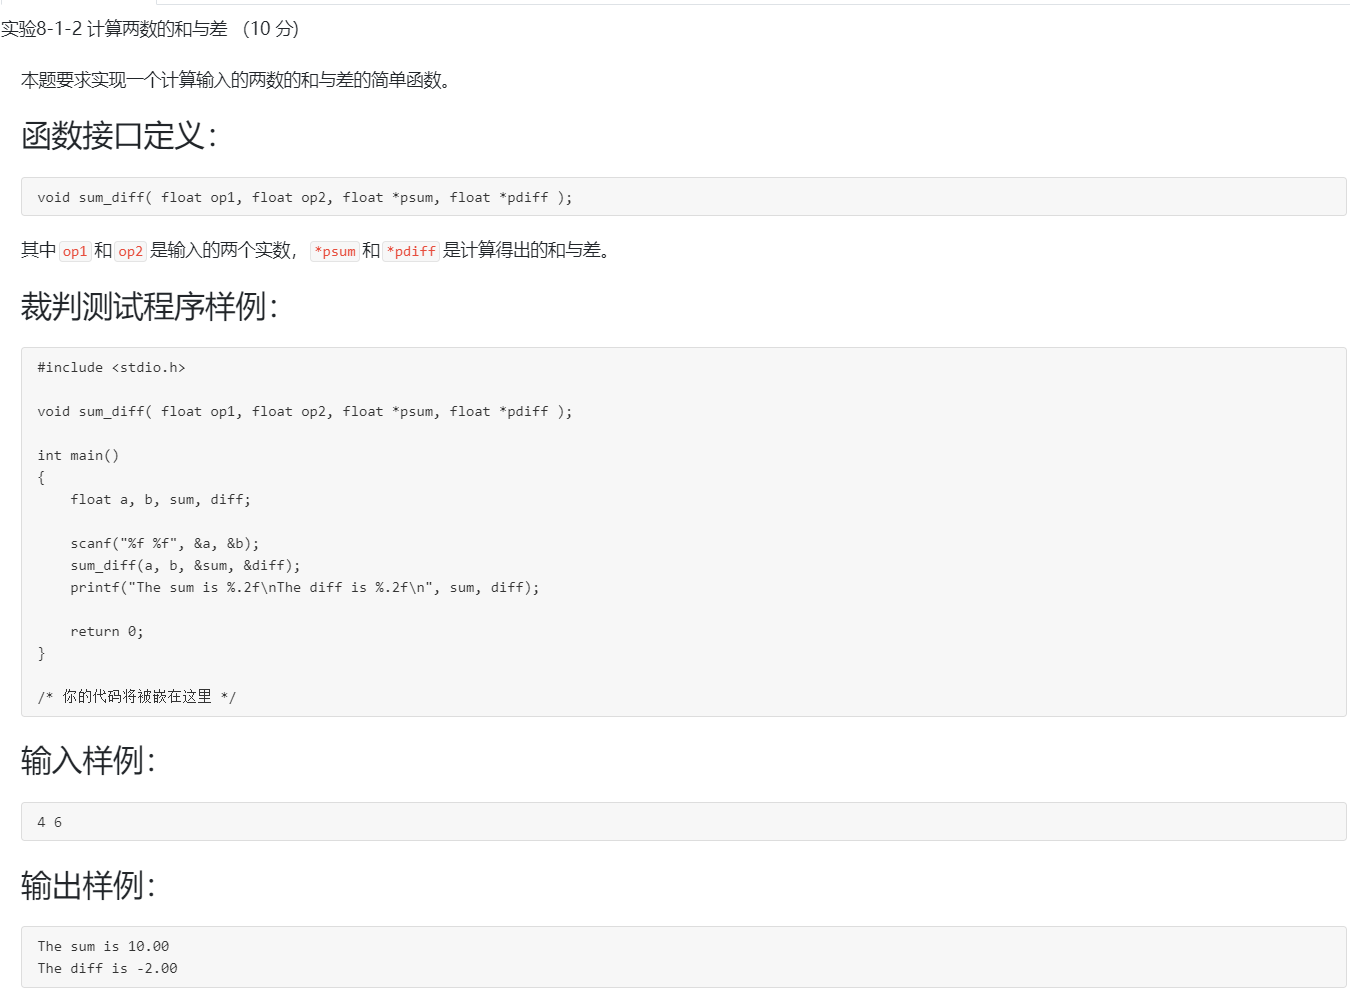 实验8-1-2 计算两数的和与差 （10 分）
本题要求实现一个计算输入的两数的和与差的简单函数。
函数接口定义：
void sum_diff( float op1, float op2, float *psum, float *pdiff );
其中 op1 和 op2 是输入的两个实数， *psum 和 *pdiff 是计算得出的和与差。
裁判测试程序样例：
#include <stdio.h>
void sum_diff( float op1, float op2, float *psum, float *pdiff );
int main()
{
    float a, b, sum, diff;
    scanf("%f %f", &a, &b);
    sum_diff(a, b, &sum, &diff);
    printf("The sum is %.2f\nThe diff is %.2f\n", sum, diff);
    return 0;
}
/* 你的代码将被嵌在这里 */
输入样例：
4 6
输出样例：
The sum is 10.00
The diff is -2.00